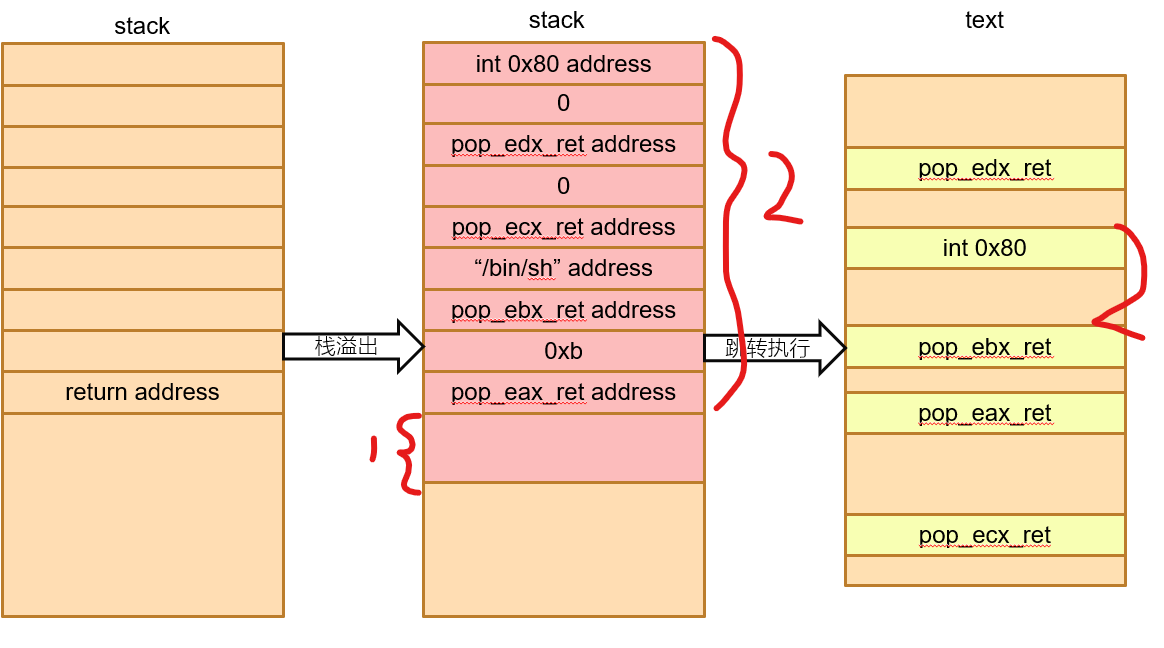 stack
return address
栈溢出
stack
int 0x80 address
0
pop_edx_ret address
0
pop_ecx_ret address
“/bin/sh” address
pop_ebx_ret address
0xb
pop_eax_ret address
1
2
跳转执行
text
pop_edx_ret
int 0x80
pop_ebx_ret
pop_eax_ret
pop_ecx_ret